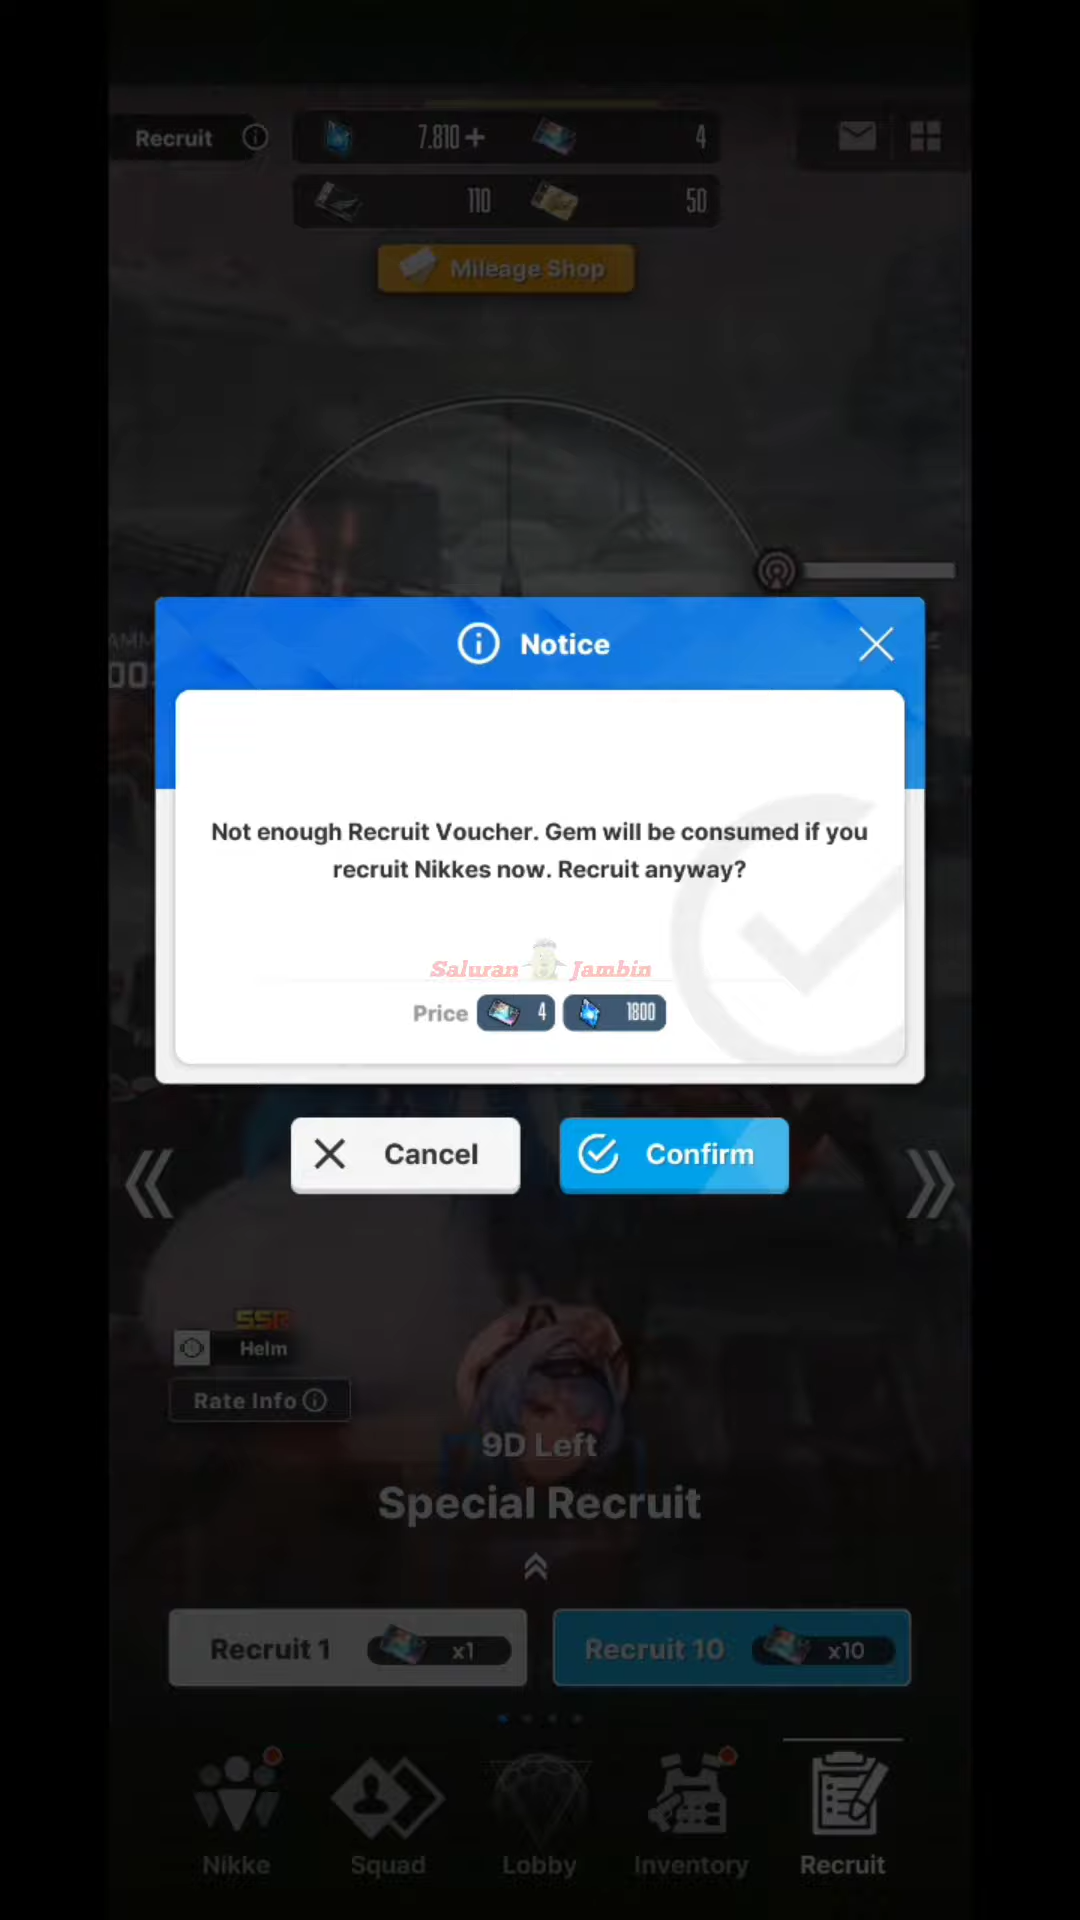 Recruit
7.810
4
110
50
Mileage Shop
AMM
Notice
Not enough Recruit Voucher. Gem will be consumed if you
recruit Nikkes now. Recruit anyway?
Saluran Jambin
Price 4 1800
Cancel
Confirm
SSR
Helm
Rate Info
9D Left
Special Recruit
Recruit 1 x1
Recruit 10 x10
Nikke
Squad
Lobby
Inventory
Recruit